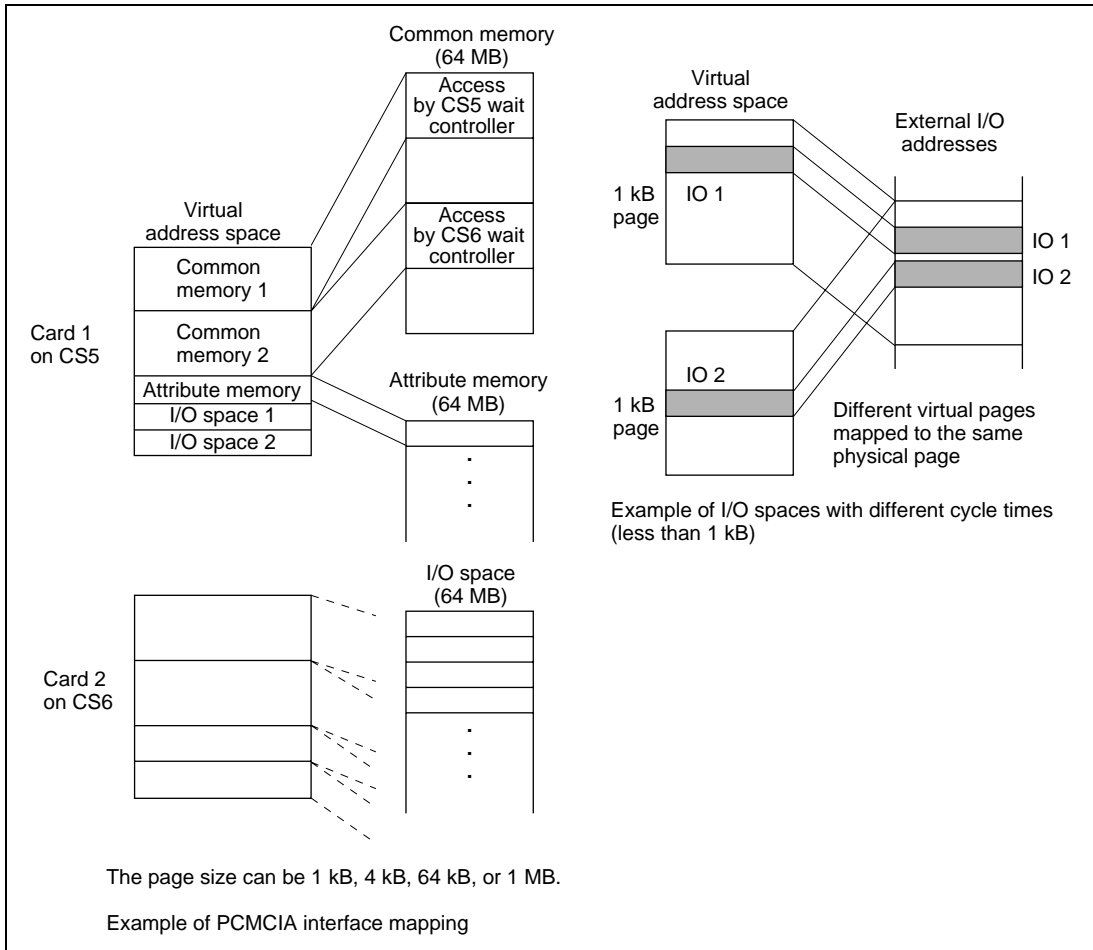 Common memory
(64 MB)
Access
by CS5 wait
controller
Access
by CS6 wait
controller
Virtual
address space
Common
memory 1
Common
memory 2
Attribute memory
I/O space 1
I/O space 2
Card 1
on CS5
Attribute memory
(64 MB)
I/O space
(64 MB)
Card 2
on CS6
The page size can be 1 kB, 4 kB, 64 kB, or 1 MB.
Example of PCMCIA interface mapping
Virtual
address space
External I/O
addresses
1 kB
page
IO 1
IO 1
IO 2
IO 2
1 kB
page
Different virtual pages
mapped to the same
physical page
Example of I/O spaces with different cycle times
(less than 1 kB)